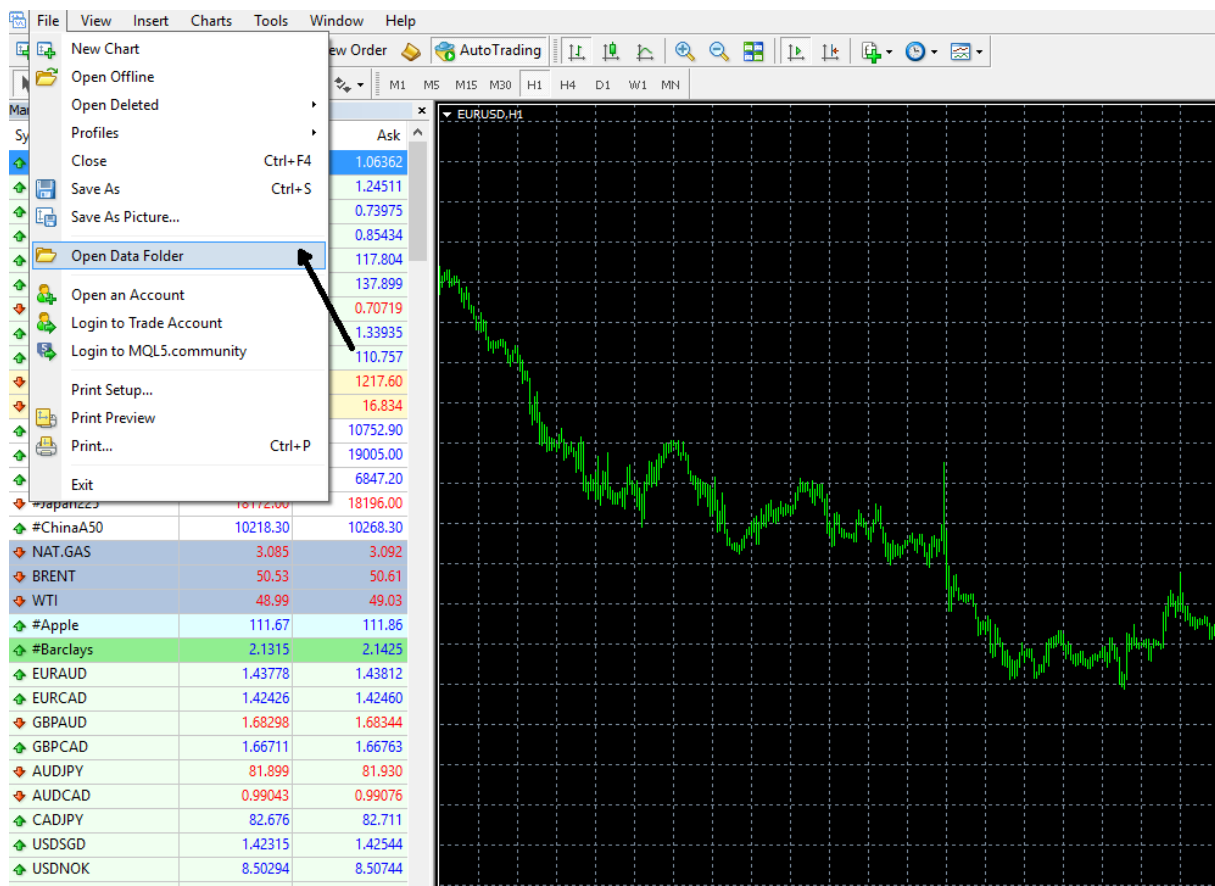 File View Insert Charts Tools Window Help
ew Order AutoTrading
M1 M5 M15 M30 H1 H4 D1 W1 MN
New Chart
Open Offline
Open Deleted
Profiles
Close Ctrl+F4
Save As Ctrl+S
Save As Picture...
Open Data Folder
Open an Account
Login to Trade Account
Login to MQL5.community
Print Setup...
Print Preview
Print... Ctrl+P
Exit
Mar
Sy Ask
1.06362
1.24511
0.73975
0.85434
117.804
137.899
0.70719
1.33935
110.757
1217.60
16.834
10752.90
19005.00
6847.20
#Japan225 18172.00 18196.00
#ChinaA50 10218.30 10268.30
NAT.GAS 3.085 3.092
BRENT 50.53 50.61
WTI 48.99 49.03
#Apple 111.67 111.86
#Barclays 2.1315 2.1425
EURAUD 1.43778 1.43812
EURCAD 1.42426 1.42460
GBPAUD 1.68298 1.68344
GBPCAD 1.66711 1.66763
AUDJPY 81.899 81.930
AUDCAD 0.99043 0.99076
CADJPY 82.676 82.711
USDSGD 1.42315 1.42544
USDNOK 8.50294 8.50744
EURUSD,H1